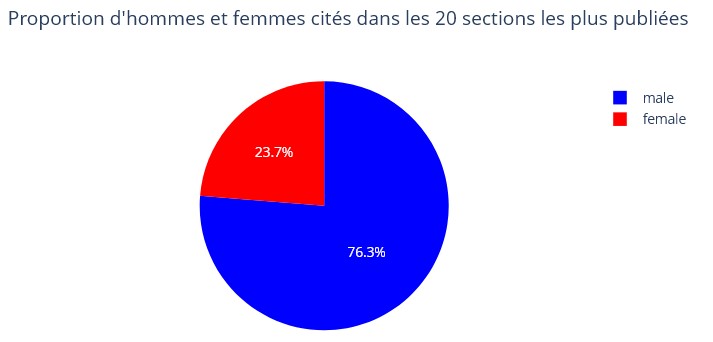 Proportion d'hommes et femmes cités dans les 20 sections les plus publiées
male
female
23.7%
76.3%